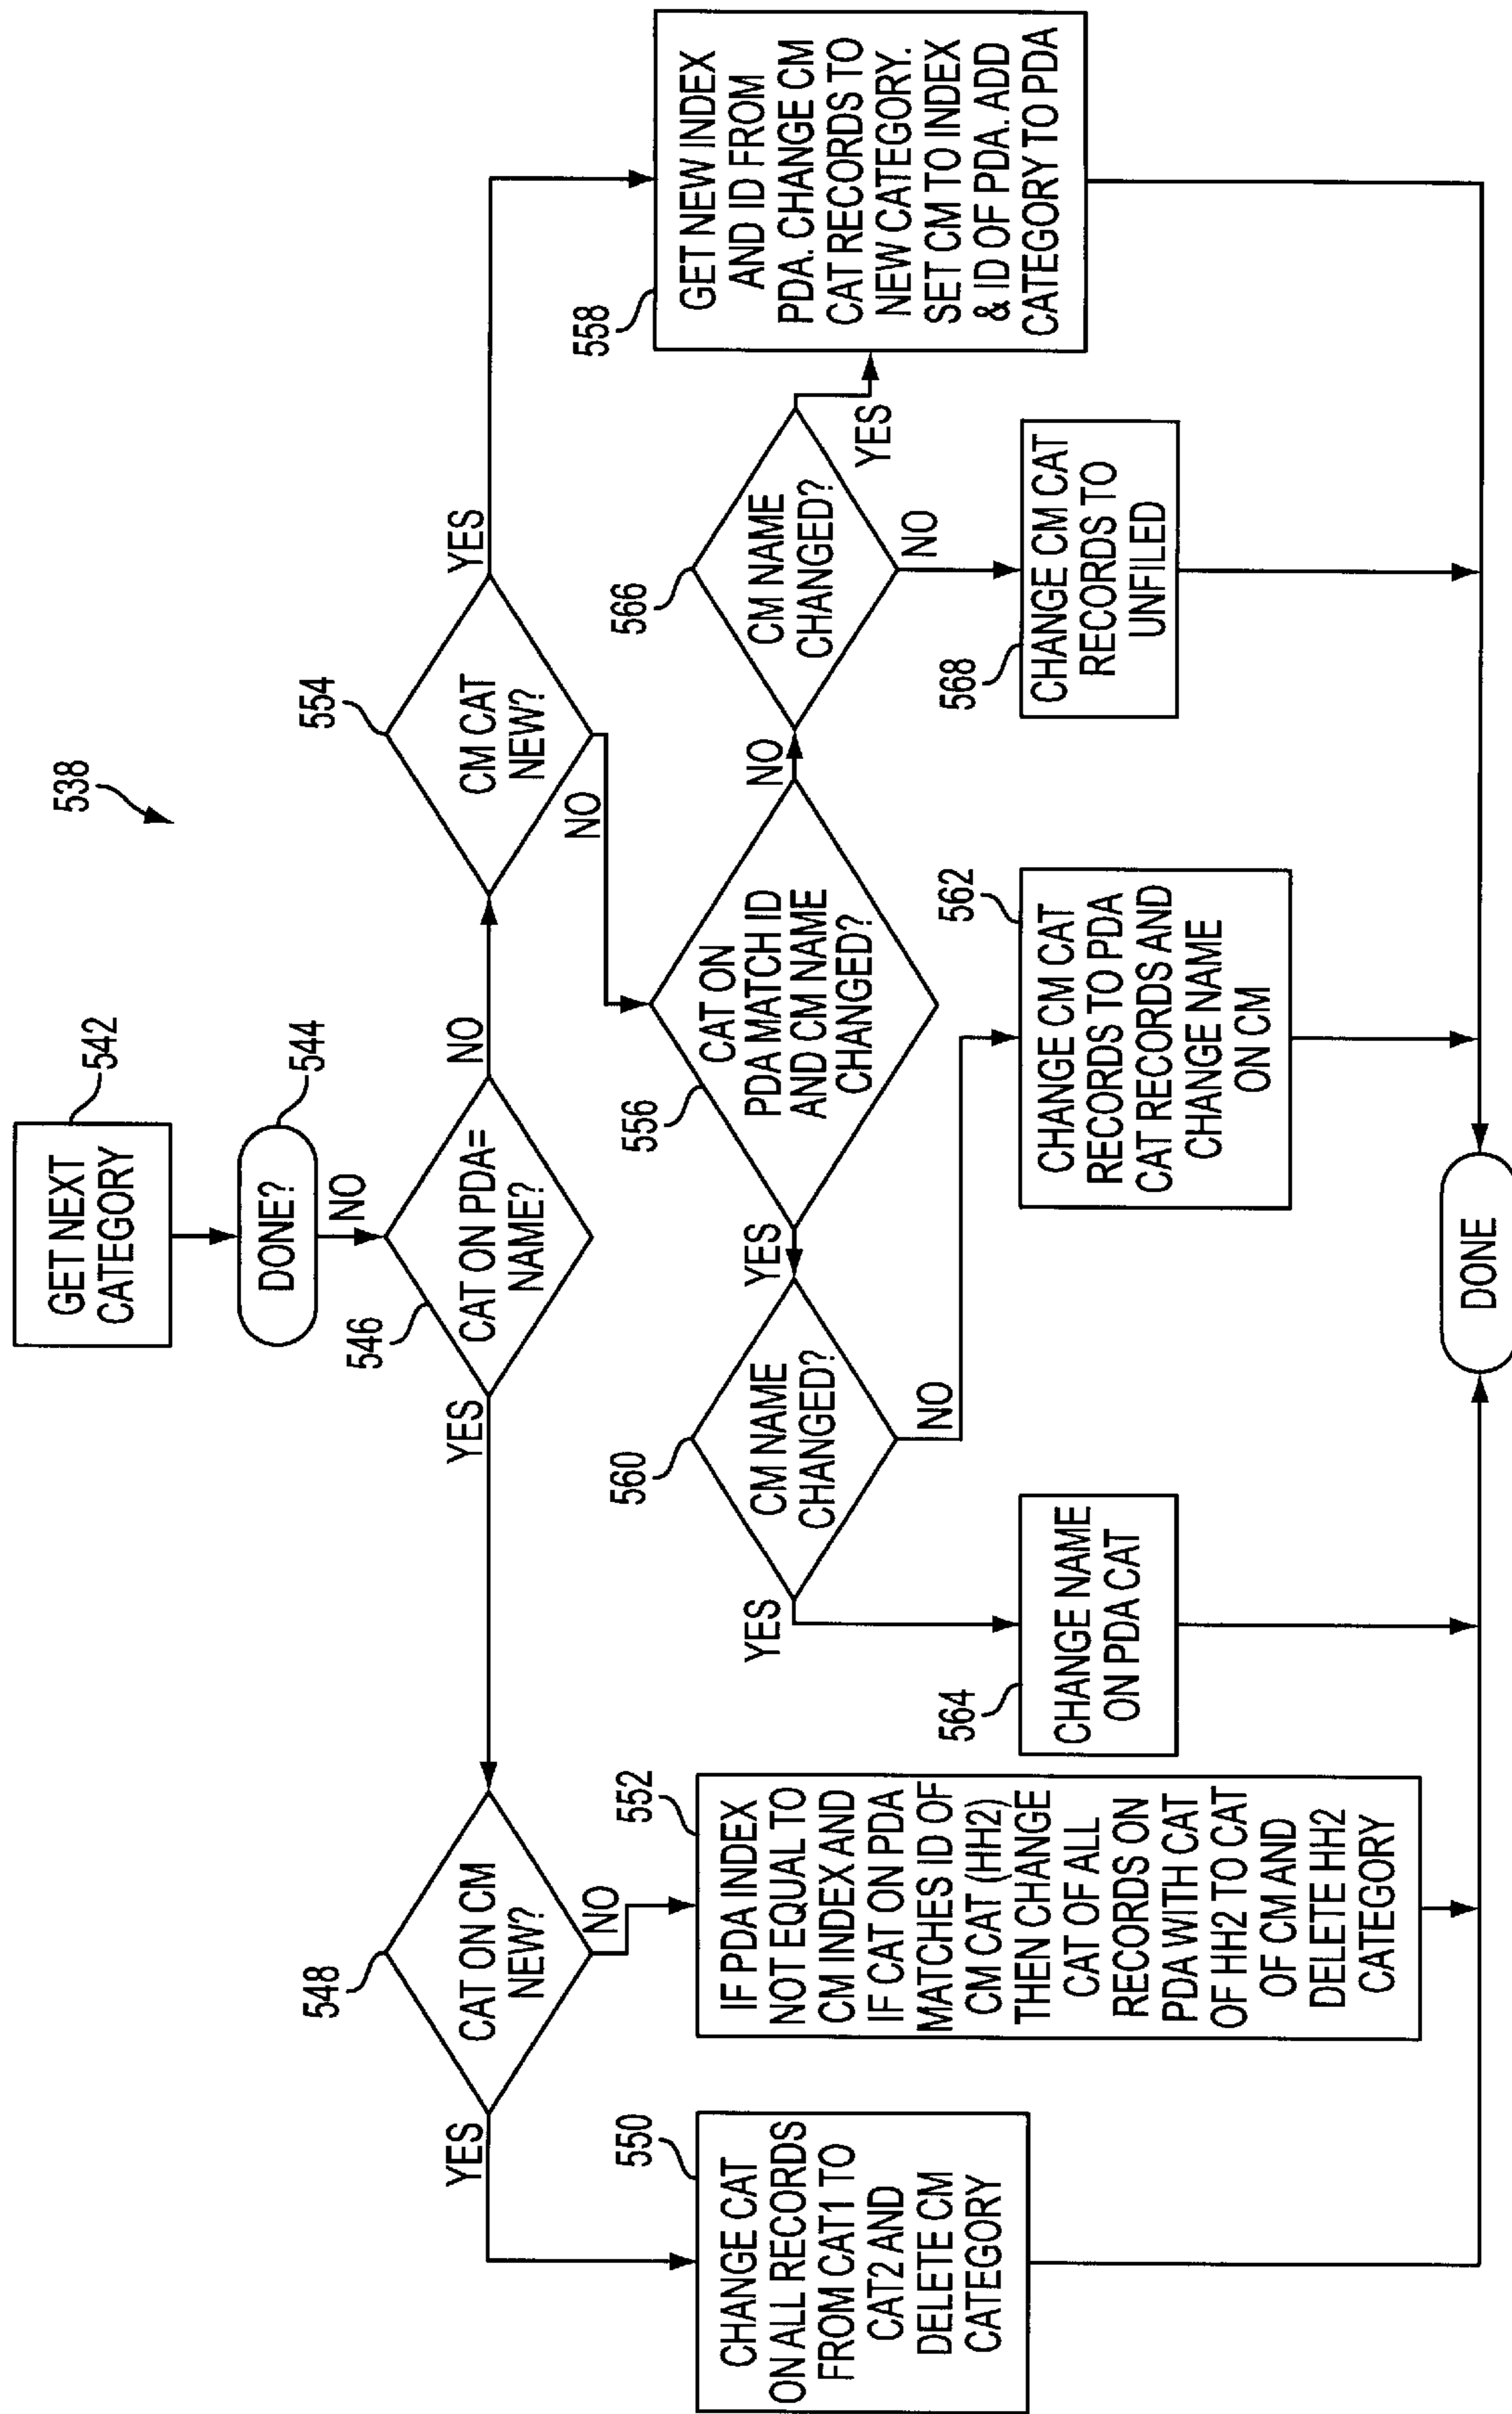 538
GET NEXT
CATEGORY
542
DONE?
544
NO
CAT ON PDA=
NAME?
546
YES
NO
CAT ON CM
NEW?
548
YES
NO
CM CAT
NEW?
554
YES
NO
CHANGE CAT
ON ALL RECORDS
FROM CAT1 TO
CAT2 AND
DELETE CM
CATEGORY
550
IF PDA INDEX
NOT EQUAL TO
CM INDEX AND
IF CAT ON PDA
MATCHES ID OF
CM CAT (HH2)
THEN CHANGE
CAT OF ALL
RECORDS ON
PDA WITH CAT
OF HH2 TO CAT
OF CM AND
DELETE HH2
CATEGORY
552
CAT ON
PDA MATCH ID
AND CM NAME
CHANGED?
556
YES
NO
CM NAME
CHANGED?
560
YES
NO
CM NAME
CHANGED?
566
YES
NO
GET NEW INDEX
AND ID FROM
PDA. CHANGE CM
CAT RECORDS TO
NEW CATEGORY.
SET CM TO INDEX
& ID OF PDA. ADD
CATEGORY TO PDA
558
CHANGE NAME
ON PDA CAT
564
CHANGE CM CAT
RECORDS TO PDA
CAT RECORDS AND
CHANGE NAME
ON CM
562
CHANGE CM CAT
RECORDS TO
UNFILED
568
DONE